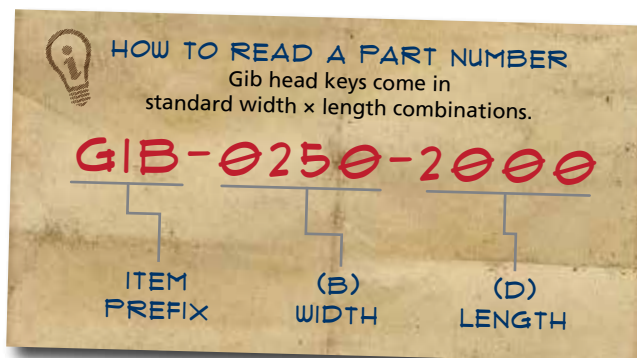 HOW TO READ A PART NUMBER
Gib head keys come in
standard width × length combinations.
GIB-0250-2000
ITEM
PREFIX
(B)
WIDTH
(D)
LENGTH